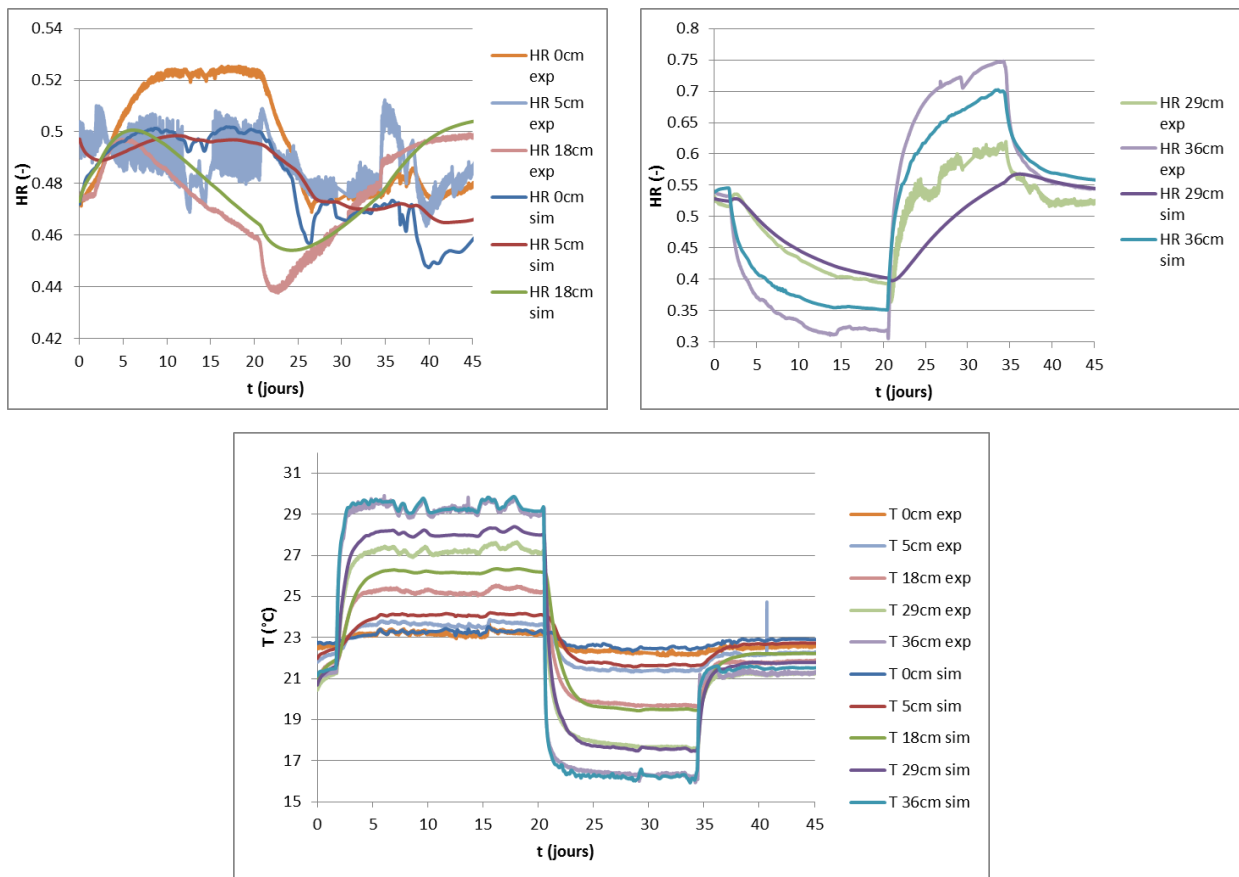 0.54
0.52
0.5
0.48
0.46
0.44
0.42
HR (-)
0 5 10 15 20 25 30 35 40 45
t (jours)
HR 0cm
exp
HR 5cm
exp
HR 18cm
exp
HR 0cm
sim
HR 5cm
sim
HR 18cm
sim
0.8
0.75
0.7
0.65
0.6
0.55
0.5
0.45
0.4
0.35
0.3
HR (-)
0 5 10 15 20 25 30 35 40 45
t (jours)
HR 29cm
exp
HR 36cm
exp
HR 29cm
sim
HR 36cm
sim
31
29
27
25
23
21
19
17
15
T (°C)
0 5 10 15 20 25 30 35 40 45
t (jours)
T 0cm exp
T 5cm exp
T 18cm exp
T 29cm exp
T 36cm exp
T 0cm sim
T 5cm sim
T 18cm sim
T 29cm sim
T 36cm sim